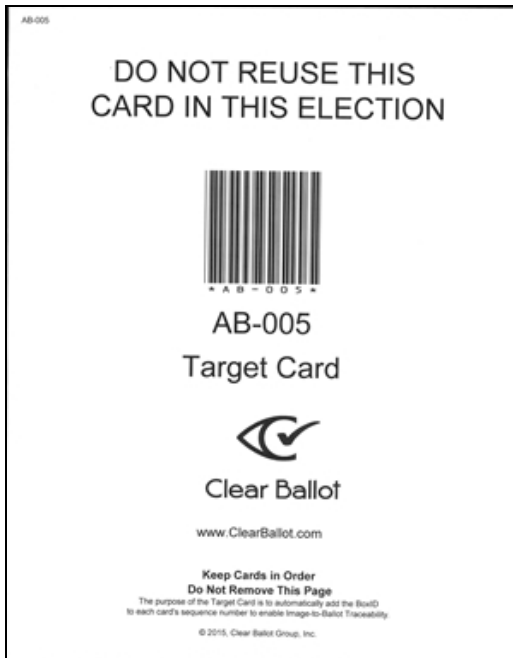 AB-005
DO NOT REUSE THIS
CARD IN THIS ELECTION
*AB-005*
AB-005
Target Card
Clear Ballot
www.ClearBallot.com
Keep Cards in Order
Do Not Remove This Page
The purpose of the Target Card is to automatically add the BoxID
to each card's sequence number to enable Image-to-Ballot Traceability.
© 2015, Clear Ballot Group, Inc.